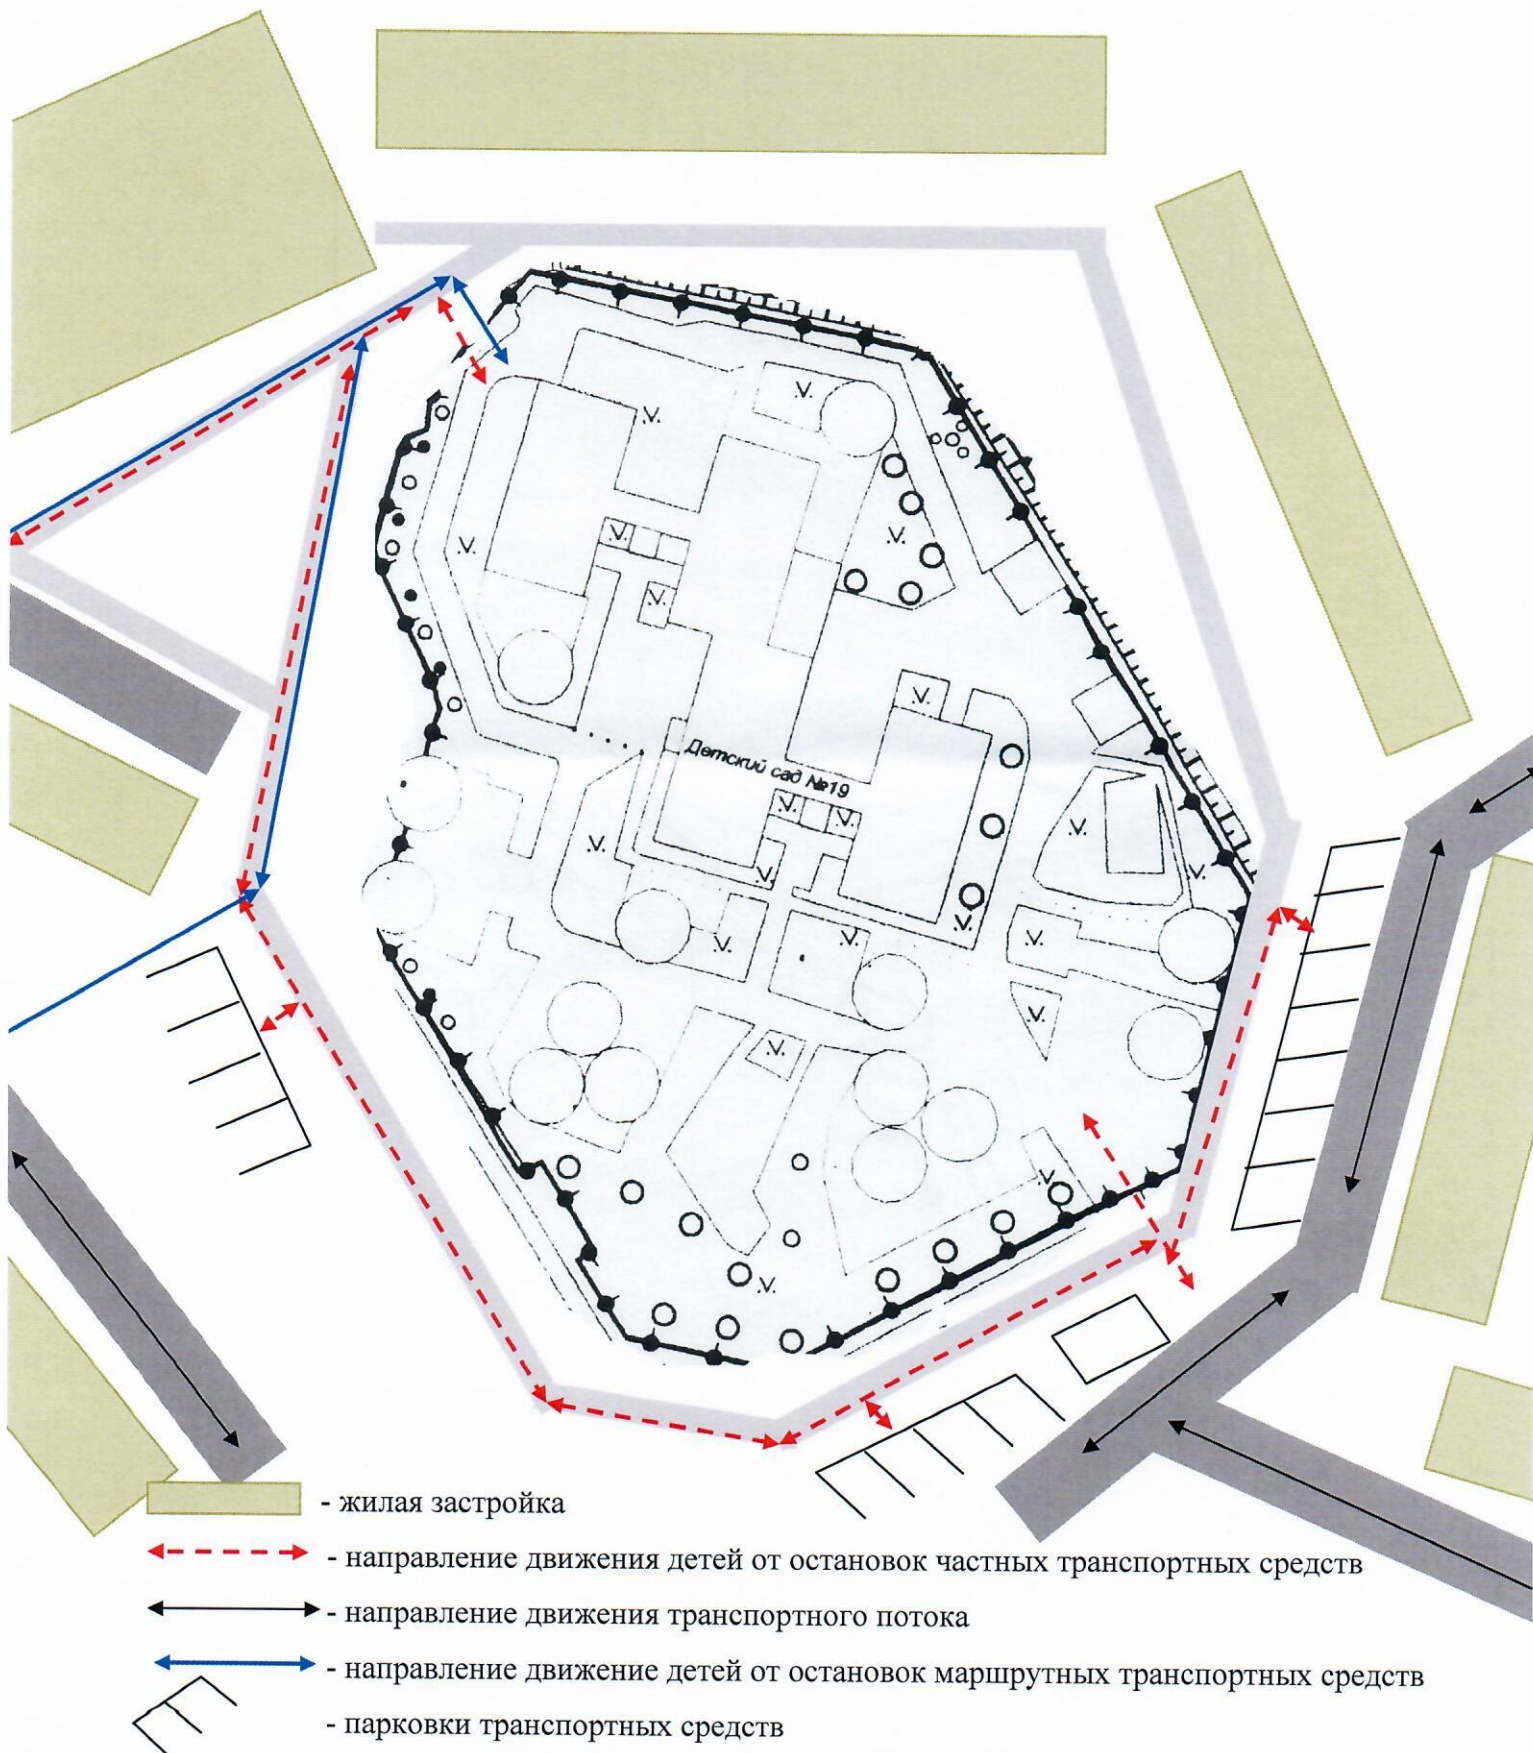 Детский сад №19
- жилая застройка
- направление движения детей от остановок частных транспортных средств
- направление движения транспортного потока
- направление движение детей от остановок маршрутных транспортных средств
- парковки транспортных средств